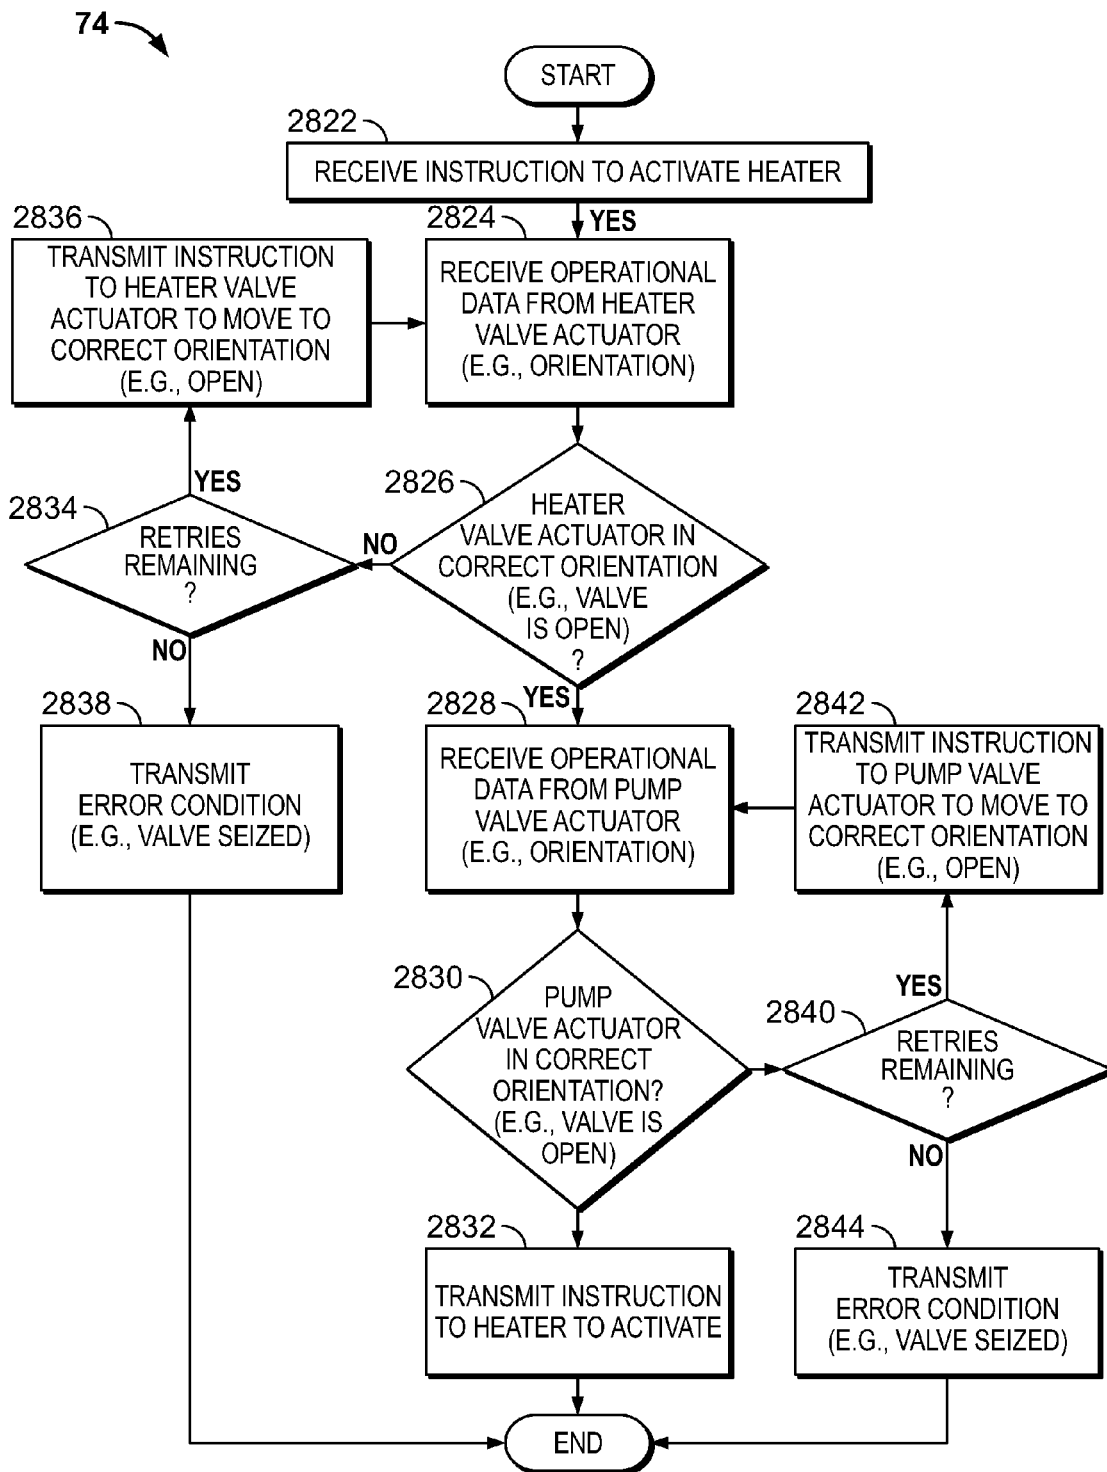 74
START
2822
RECEIVE INSTRUCTION TO ACTIVATE HEATER
YES
2836
TRANSMIT INSTRUCTION
TO HEATER VALVE
ACTUATOR TO MOVE TO
CORRECT ORIENTATION
(E.G., OPEN)
2824
RECEIVE OPERATIONAL
DATA FROM HEATER
VALVE ACTUATOR
(E.G., ORIENTATION)
2826
HEATER
VALVE ACTUATOR IN
CORRECT ORIENTATION
(E.G., VALVE
IS OPEN)
?
NO
YES
2834
RETRIES
REMAINING
?
YES
NO
2838
TRANSMIT
ERROR CONDITION
(E.G., VALVE SEIZED)
2828
RECEIVE OPERATIONAL
DATA FROM PUMP
VALVE ACTUATOR
(E.G., ORIENTATION)
2842
TRANSMIT INSTRUCTION
TO PUMP VALVE
ACTUATOR TO MOVE TO
CORRECT ORIENTATION
(E.G., OPEN)
2830
PUMP
VALVE ACTUATOR
IN CORRECT
ORIENTATION?
(E.G., VALVE IS
OPEN)
2840
YES
RETRIES
REMAINING
?
NO
2832
TRANSMIT INSTRUCTION
TO HEATER TO ACTIVATE
2844
TRANSMIT
ERROR CONDITION
(E.G., VALVE SEIZED)
END